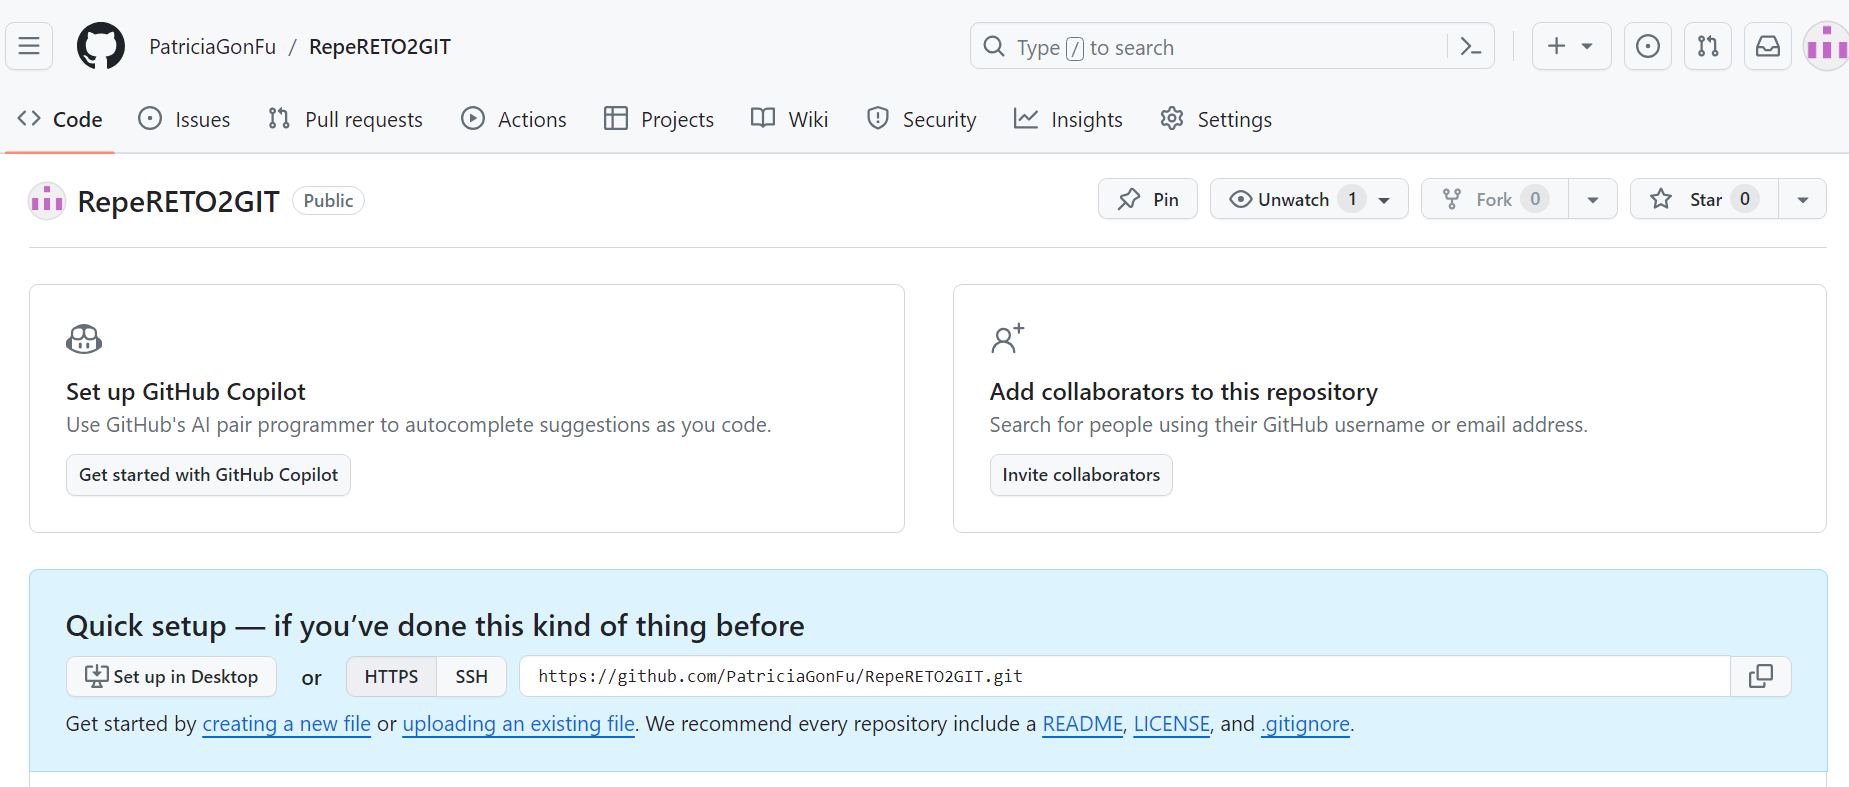 PatriciaGonFu / RepeRETO2GIT
Type / to search
Code Issues Pull requests Actions Projects Wiki Security Insights Settings
RepeRETO2GIT Public
Pin Unwatch 1 Fork 0 Star 0
Set up GitHub Copilot
Use GitHub's AI pair programmer to autocomplete suggestions as you code.
Get started with GitHub Copilot
Add collaborators to this repository
Search for people using their GitHub username or email address.
Invite collaborators
Quick setup — if you’ve done this kind of thing before
Set up in Desktop or HTTPS SSH https://github.com/PatriciaGonFu/RepeRETO2GIT.git
Get started by creating a new file or uploading an existing file. We recommend every repository include a README, LICENSE, and .gitignore.